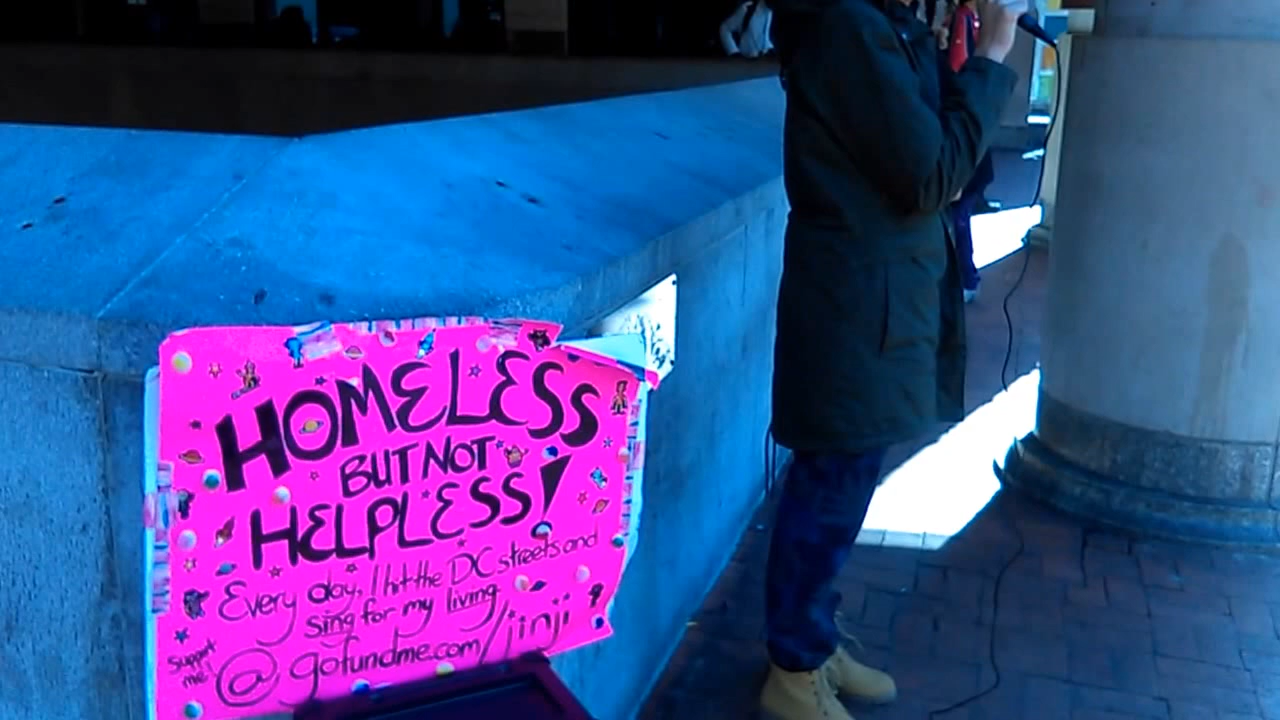 HOMELESS
BUT NOT
HELPLESS!
Every day, I hit the DC streets and
sing for my living
Support me!
@ gofundme.com/jinji